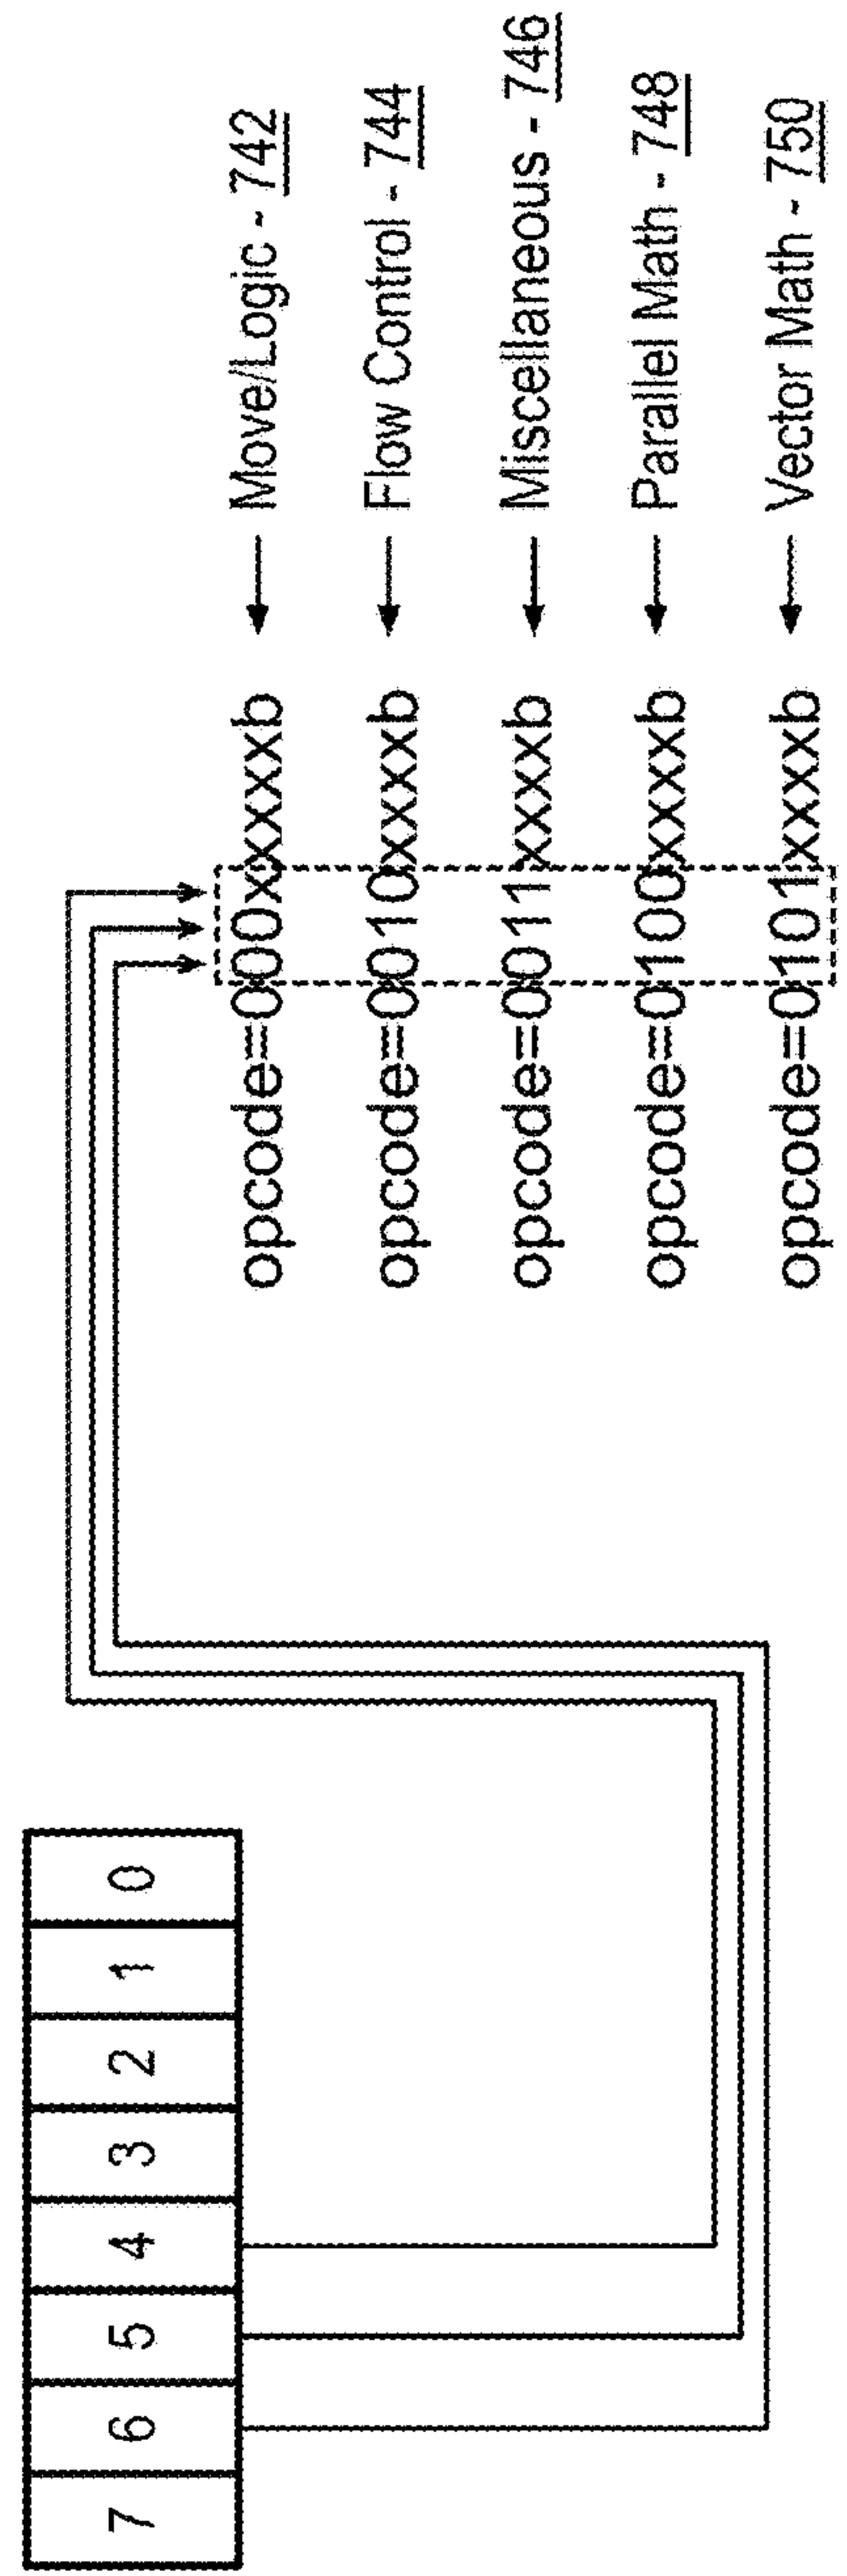 7 6 5 4 3 2 1 0
opcode=000xxxxxb ← Move/Logic - 742
opcode=0010xxxxb ← Flow Control - 744
opcode=0011xxxxb ← Miscellaneous - 746
opcode=0100xxxxb ← Parallel Math - 748
opcode=0101xxxxb ← Vector Math - 750